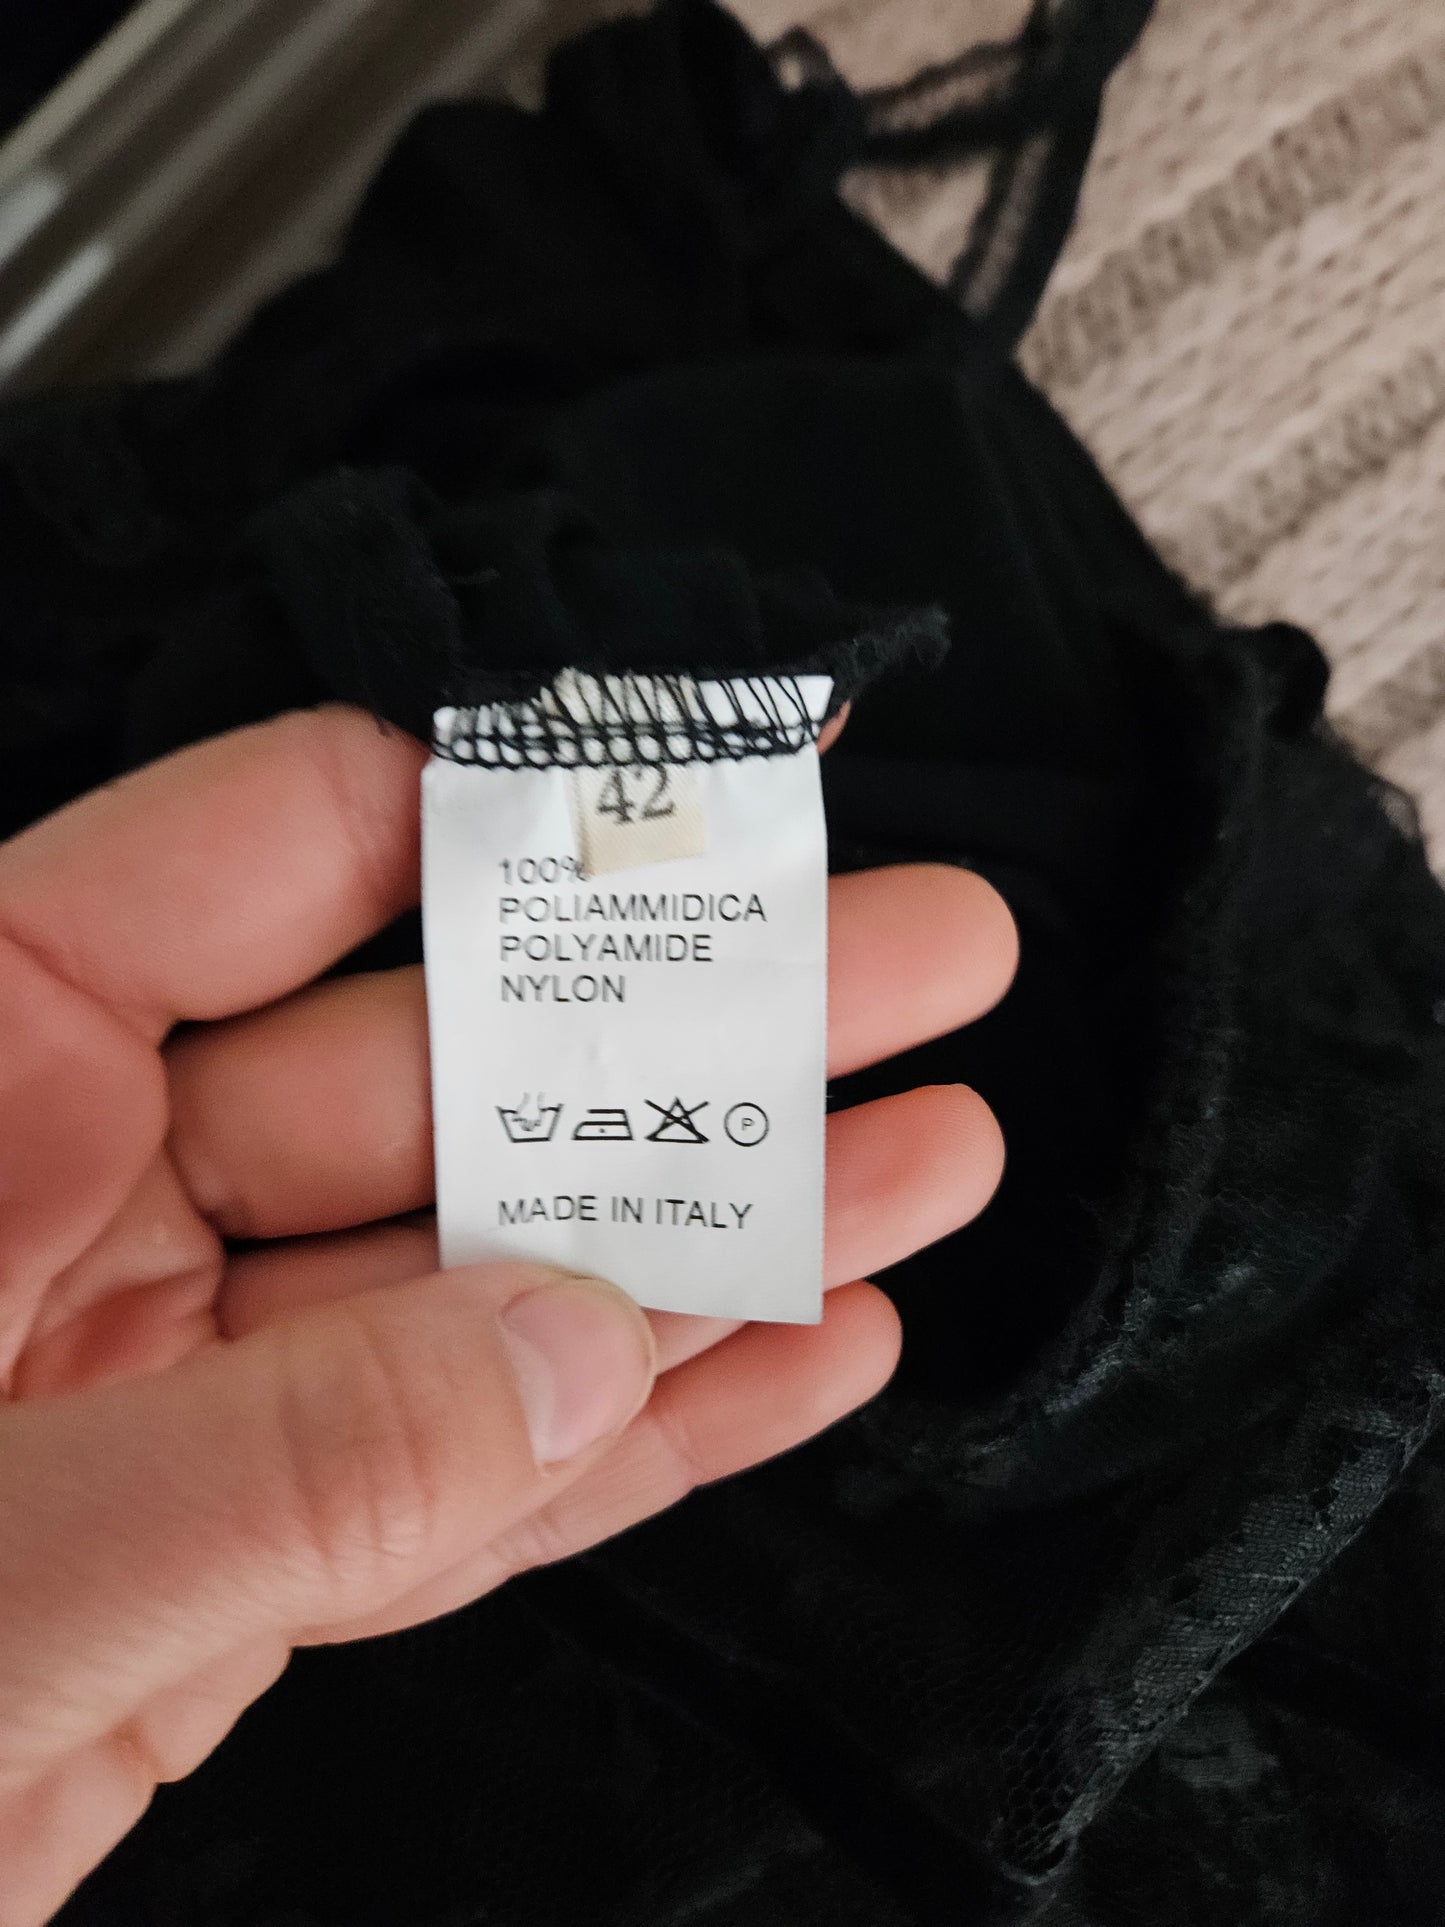 42
100%
POLIAMMIDICA
POLYAMIDE
NYLON
P
MADE IN ITALY